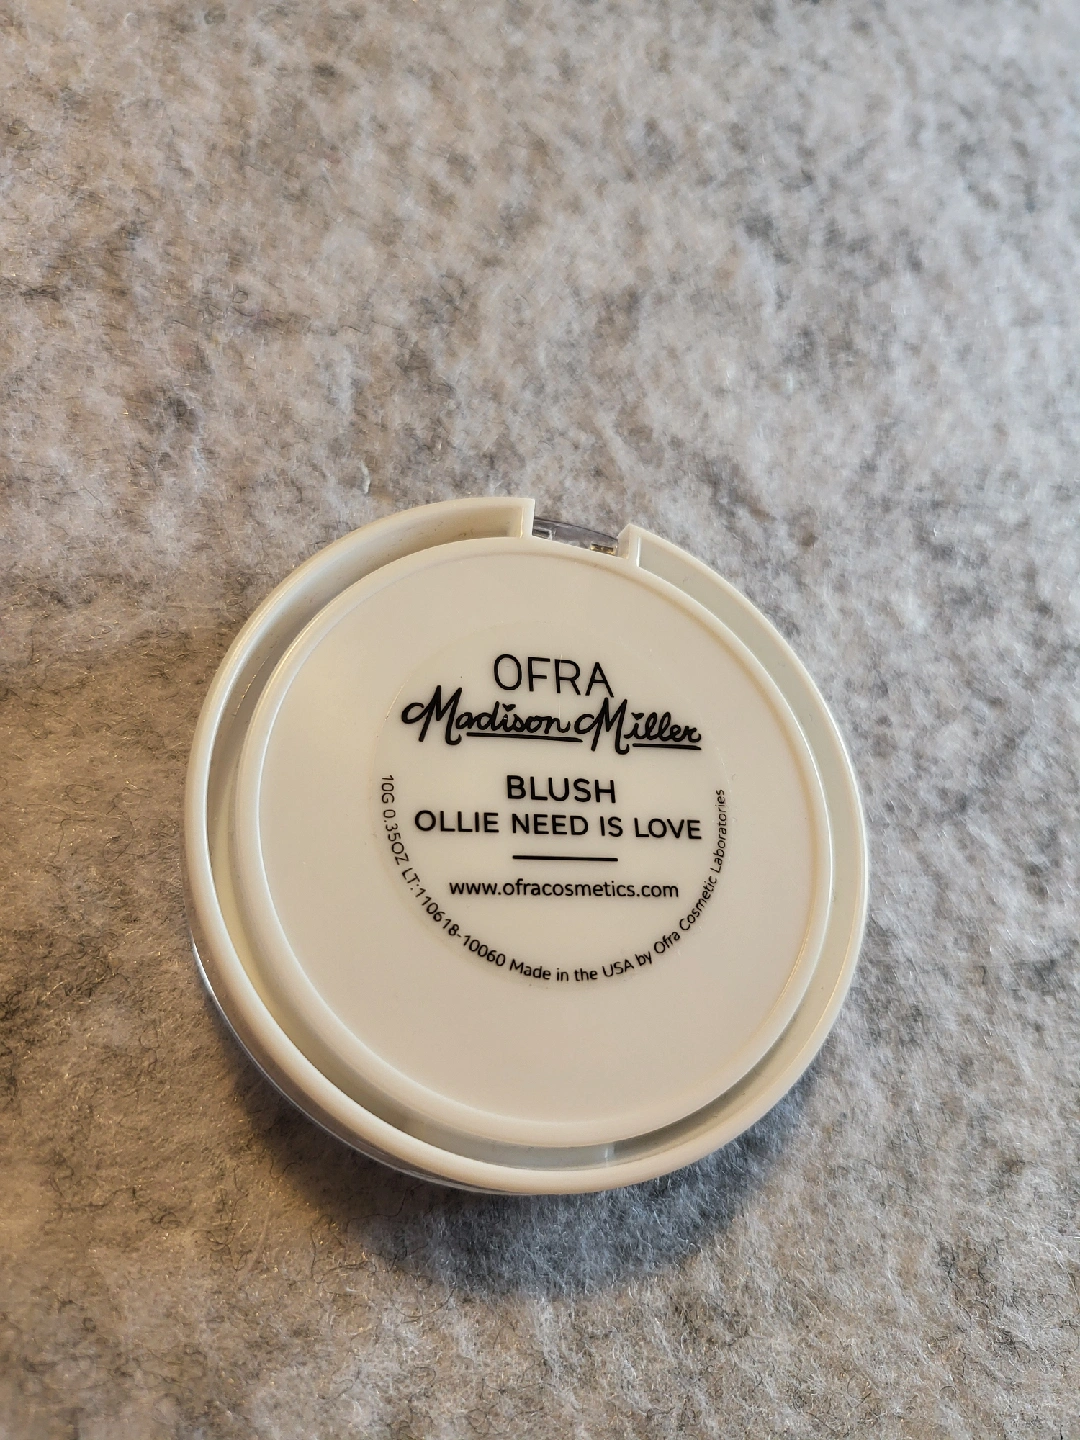 OFRA
Madison Miller
BLUSH
OLLIE NEED IS LOVE
www.ofracosmetics.com
10G 0.35OZ LT:110618-10060 Made in the USA by Ofra Cosmetic Laboratories